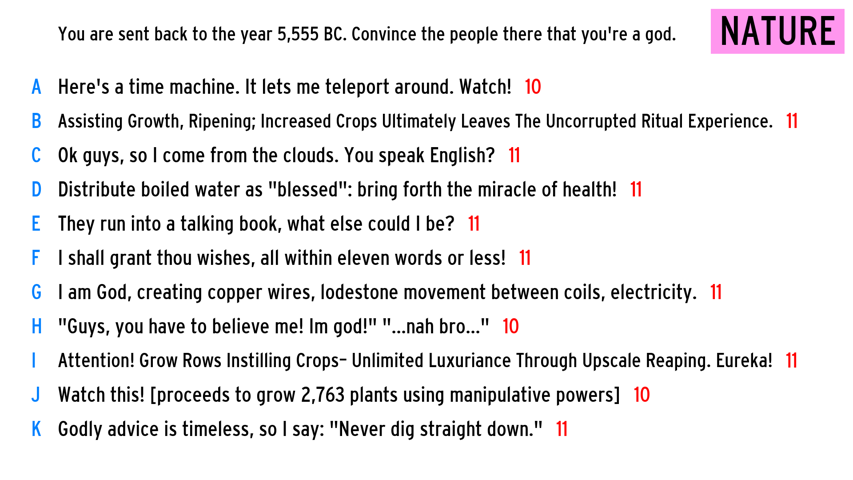 You are sent back to the year 5,555 BC. Convince the people there that you're a god. NATURE
A Here's a time machine. It lets me teleport around. Watch! 10
B Assisting Growth, Ripening; Increased Crops Ultimately Leaves The Uncorrupted Ritual Experience. 11
C Ok guys, so I come from the clouds. You speak English? 11
D Distribute boiled water as "blessed": bring forth the miracle of health! 11
E They run into a talking book, what else could I be? 11
F I shall grant thou wishes, all within eleven words or less! 11
G I am God, creating copper wires, lodestone movement between coils, electricity. 11
H "Guys, you have to believe me! Im god!" "...nah bro..." 10
I Attention! Grow Rows Instilling Crops– Unlimited Luxuriance Through Upscale Reaping. Eureka! 11
J Watch this! [proceeds to grow 2,763 plants using manipulative powers] 10
K Godly advice is timeless, so I say: "Never dig straight down." 11